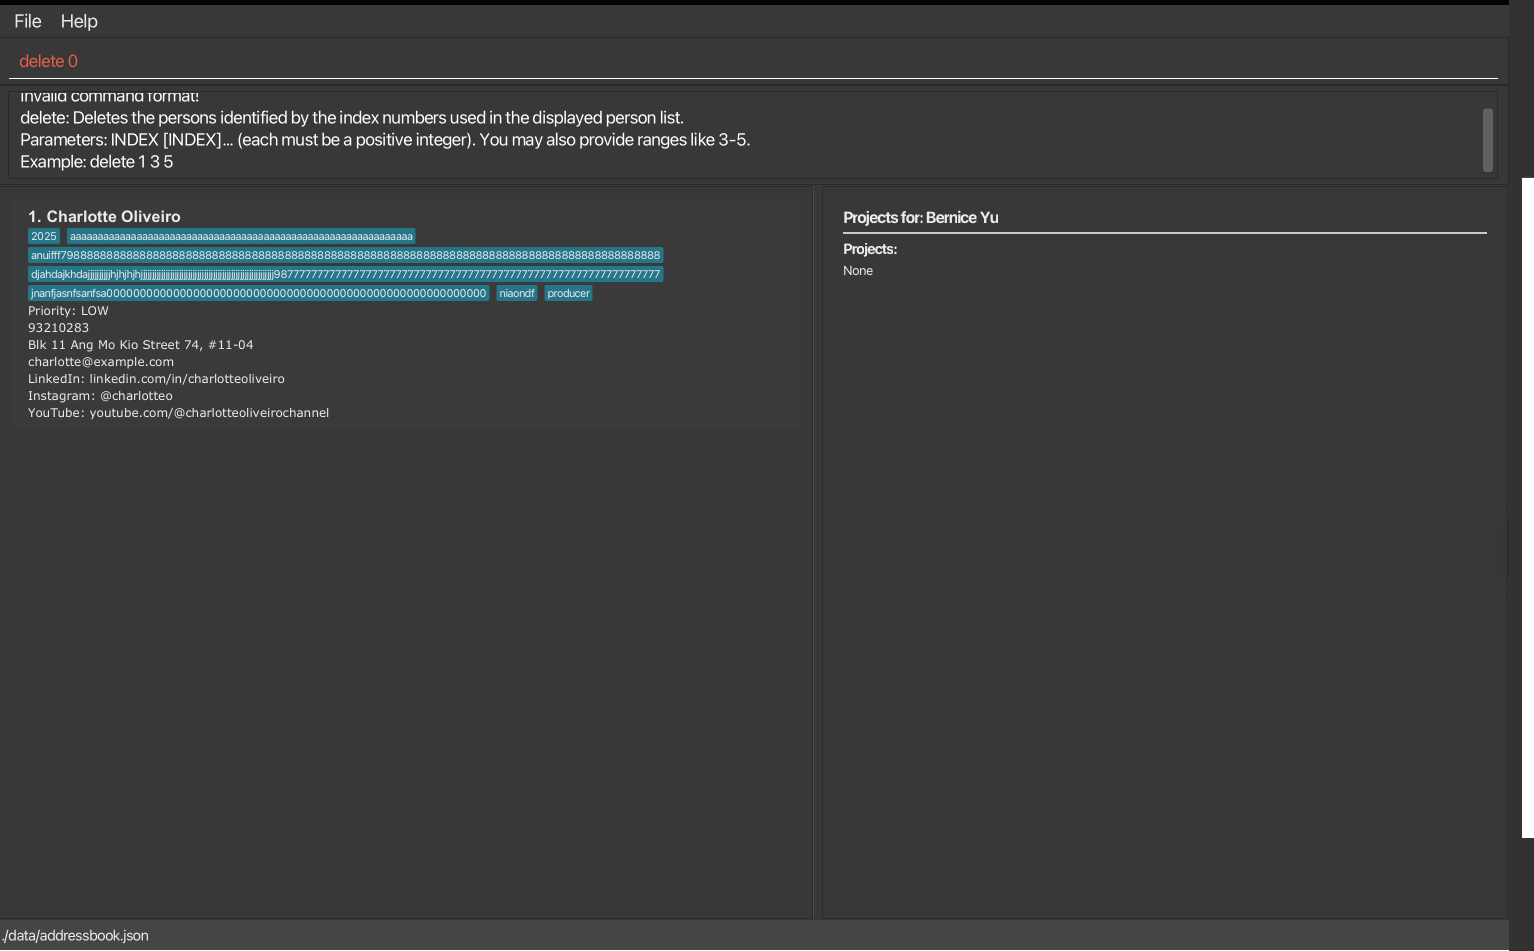 File Help
delete 0
Invalid command format!
delete: Deletes the persons identified by the index numbers used in the displayed person list.
Parameters: INDEX [INDEX]... (each must be a positive integer). You may also provide ranges like 3-5.
Example: delete 1 3 5
1. Charlotte Oliveiro
2025
niaondf producer
Priority: LOW
93210283
Blk 11 Ang Mo Kio Street 74, #11-04
charlotte@example.com
LinkedIn: linkedin.com/in/charlotteoliveiro
Instagram: @charlotteo
YouTube: youtube.com/@charlotteoliveirochannel
Projects for: Bernice Yu
Projects:
None
./data/addressbook.json